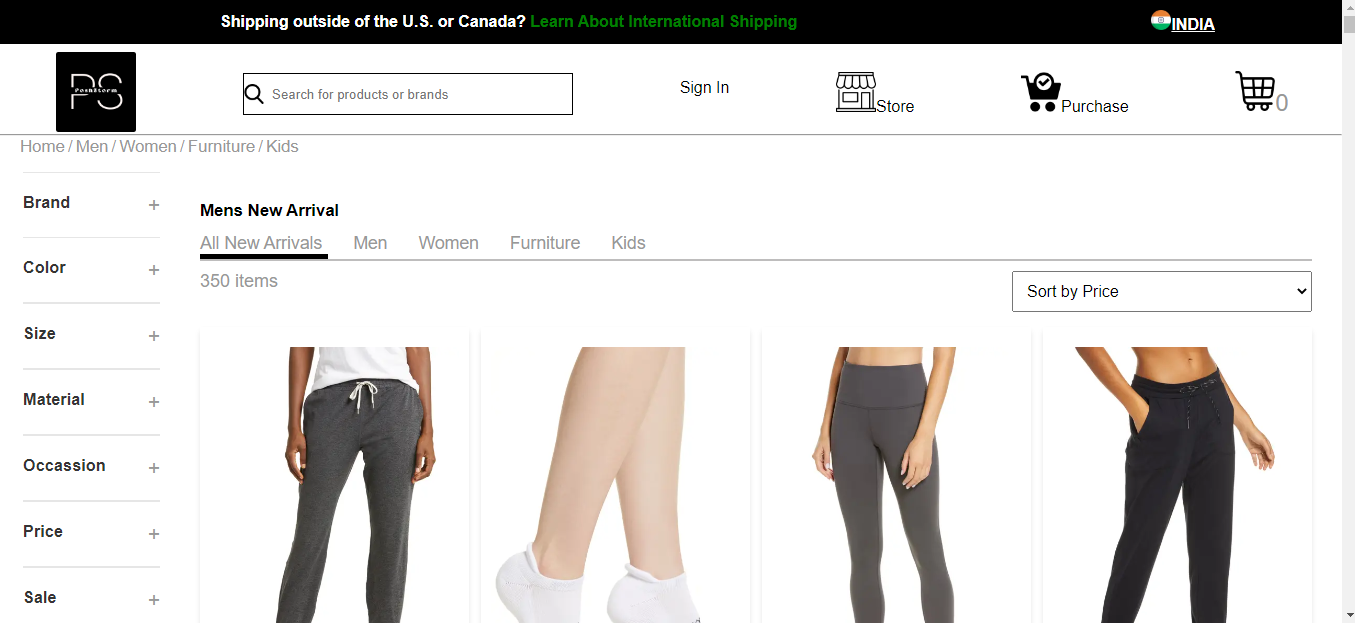 Shipping outside of the U.S. or Canada? Learn About International Shipping
INDIA
PS
PoshStorm
Search for products or brands
Sign In
Store
Purchase
0
Home / Men / Women / Furniture / Kids
Brand +
Color +
Size +
Material +
Occassion +
Price +
Sale +
Mens New Arrival
All New Arrivals Men Women Furniture Kids
350 items
Sort by Price